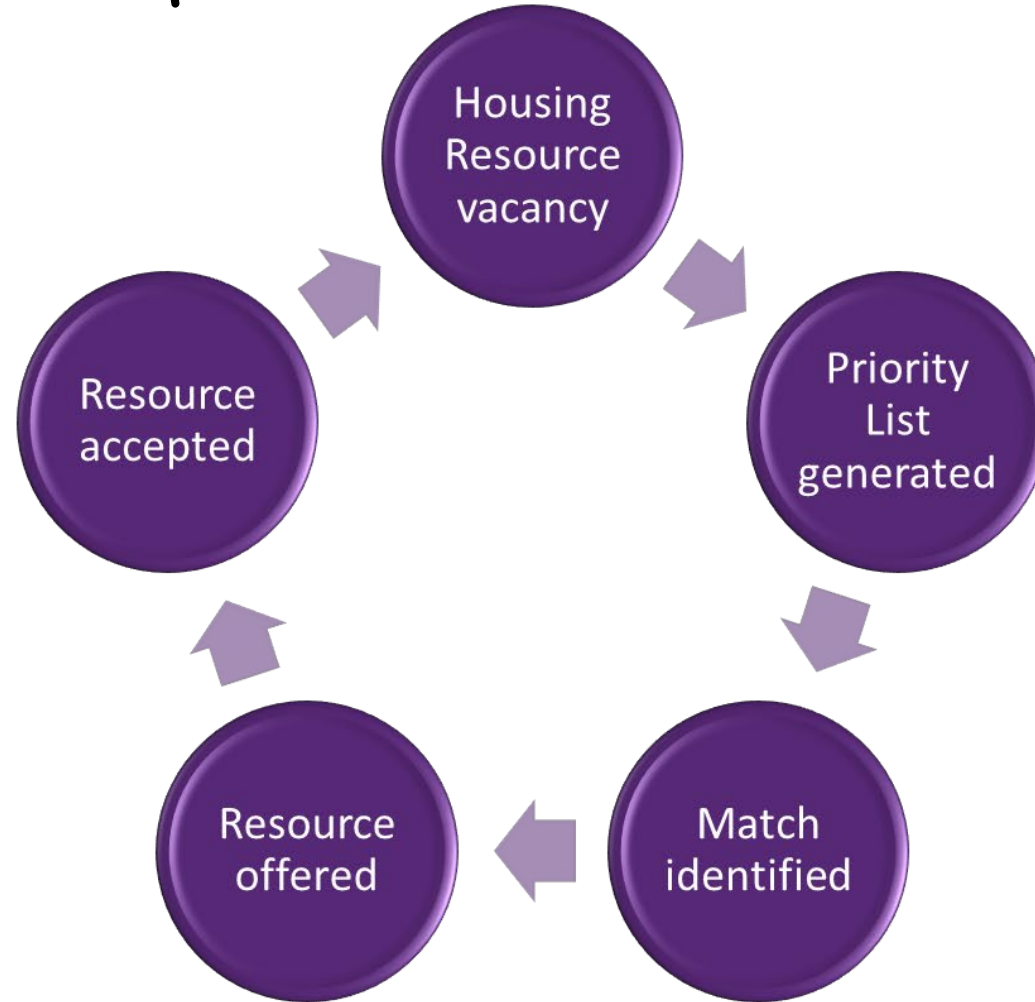 Housing
Resource
vacancy
Priority
List
generated
Match
identified
Resource
offered
Resource
accepted